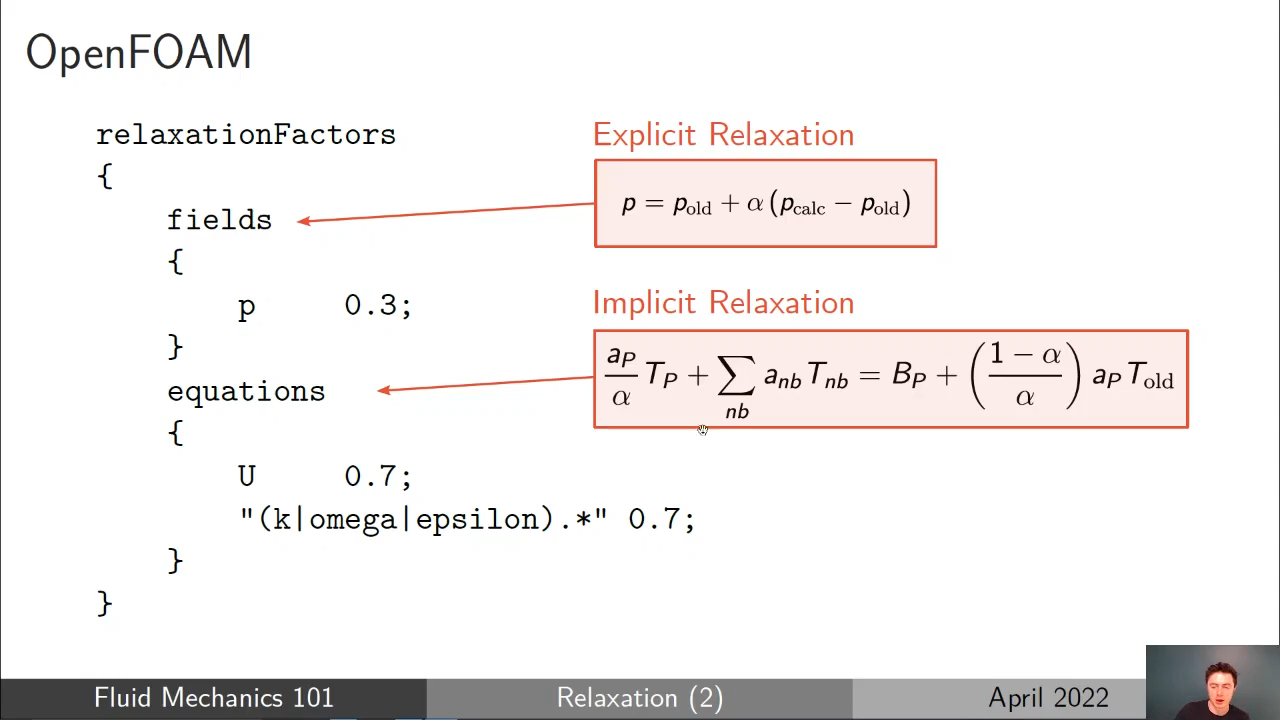 OpenFOAM
relaxationFactors
{
fields
{
p 0.3;
}
equations
{
U 0.7;
"(k|omega|epsilon).*" 0.7;
}
}
Explicit Relaxation
p = p_old + α (p_calc − p_old)
Implicit Relaxation
a_P/α T_P + ∑_nb a_nb T_nb = B_P + ((1 − α)/α) a_P T_old
Fluid Mechanics 101
Relaxation (2)
April 2022